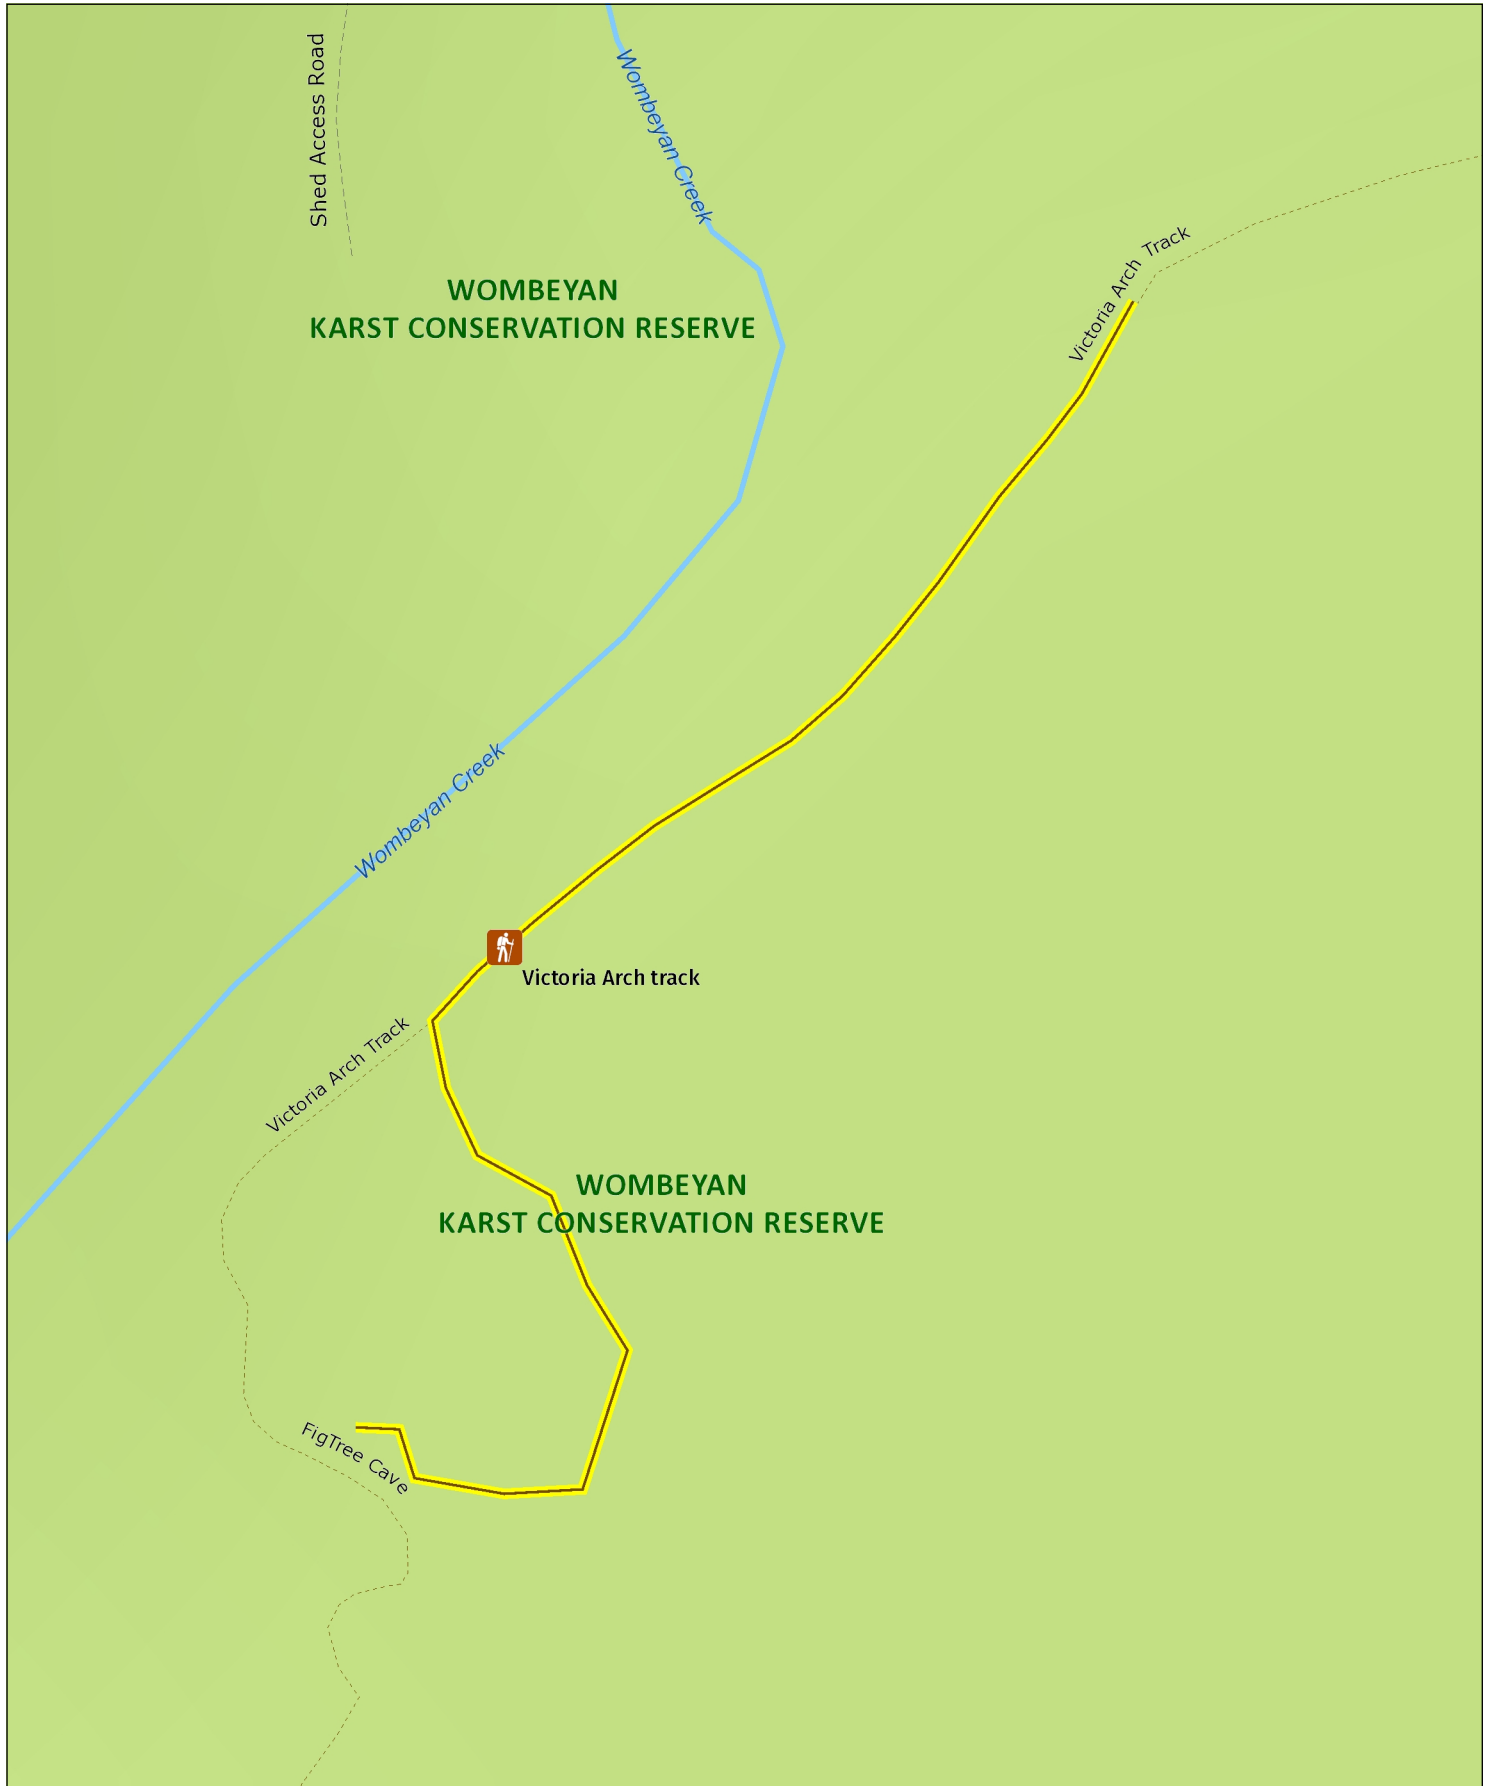 Shed Access Road
Wombeyan Creek
Victoria Arch Track
WOMBEYAN
KARST CONSERVATION RESERVE
Wombeyan Creek
Victoria Arch track
Victoria Arch Track
WOMBEYAN
KARST CONSERVATION RESERVE
FigTree Cave